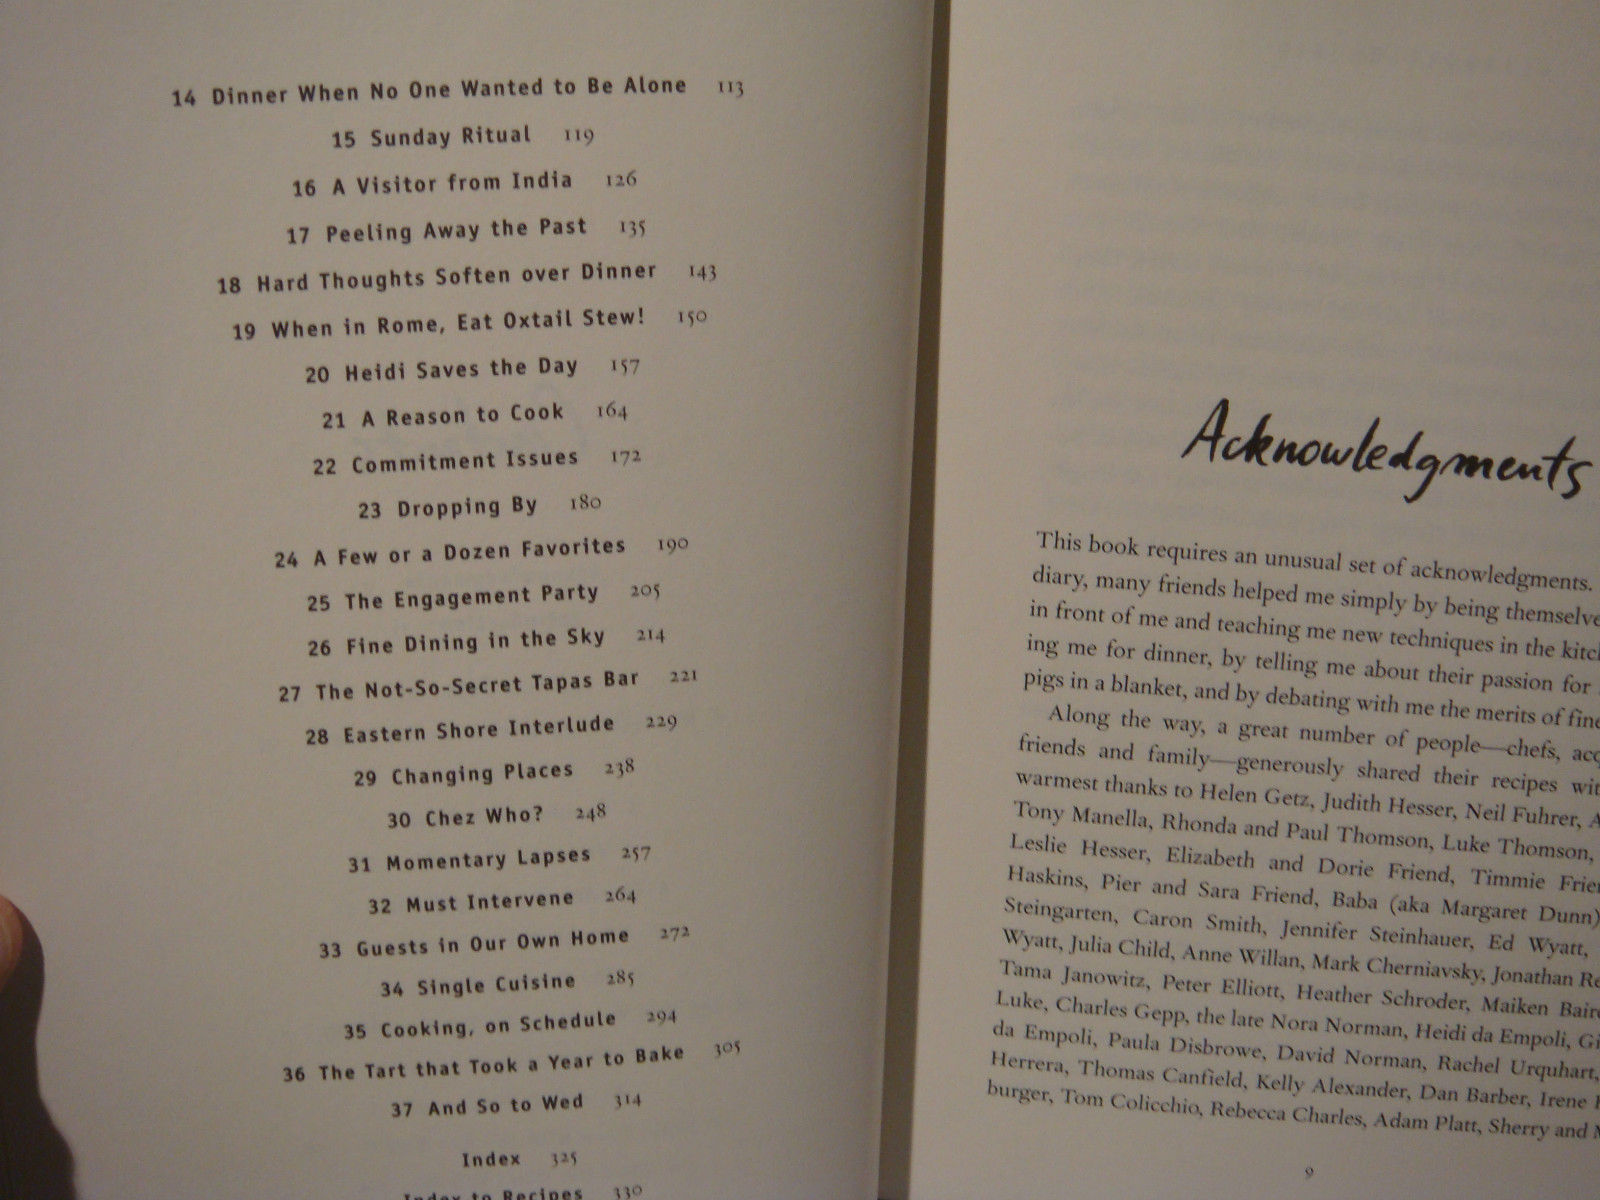 14 Dinner When No One Wanted to Be Alone 113
15 Sunday Ritual 119
16 A Visitor from India 126
17 Peeling Away the Past 135
18 Hard Thoughts Soften over Dinner 143
19 When in Rome, Eat Oxtail Stew! 150
20 Heidi Saves the Day 157
21 A Reason to Cook 164
22 Commitment Issues 172
23 Dropping By 180
24 A Few or a Dozen Favorites 190
25 The Engagement Party 205
26 Fine Dining in the Sky 214
27 The Not-So-Secret Tapas Bar 221
28 Eastern Shore Interlude 229
29 Changing Places 238
30 Chez Who? 248
31 Momentary Lapses 257
32 Must Intervene 264
33 Guests in Our Own Home 272
34 Single Cuisine 285
35 Cooking, on Schedule 294
36 The Tart that Took a Year to Bake 305
37 And So to Wed 314
Index 325
Index to Recipes 330
Acknowledgments
This book requires an unusual set of acknowledgments.
diary, many friends helped me simply by being themselve
in front of me and teaching me new techniques in the kitc
ing me for dinner, by telling me about their passion for
pigs in a blanket, and by debating with me the merits of fine
Along the way, a great number of people—chefs, acq
friends and family—generously shared their recipes wit
warmest thanks to Helen Getz, Judith Hesser, Neil Fuhrer, A
Tony Manella, Rhonda and Paul Thomson, Luke Thomson,
Leslie Hesser, Elizabeth and Dorie Friend, Timmie Frie
Haskins, Pier and Sara Friend, Baba (aka Margaret Dunn)
Steingarten, Caron Smith, Jennifer Steinhauer, Ed Wyatt,
Wyatt, Julia Child, Anne Willan, Mark Cherniavsky, Jonathan Re
Tama Janowitz, Peter Elliott, Heather Schroder, Maiken Bair
Luke, Charles Gepp, the late Nora Norman, Heidi da Empoli, Gi
da Empoli, Paula Disbrowe, David Norman, Rachel Urquhart,
Herrera, Thomas Canfield, Kelly Alexander, Dan Barber, Irene
burger, Tom Colicchio, Rebecca Charles, Adam Platt, Sherry and
9